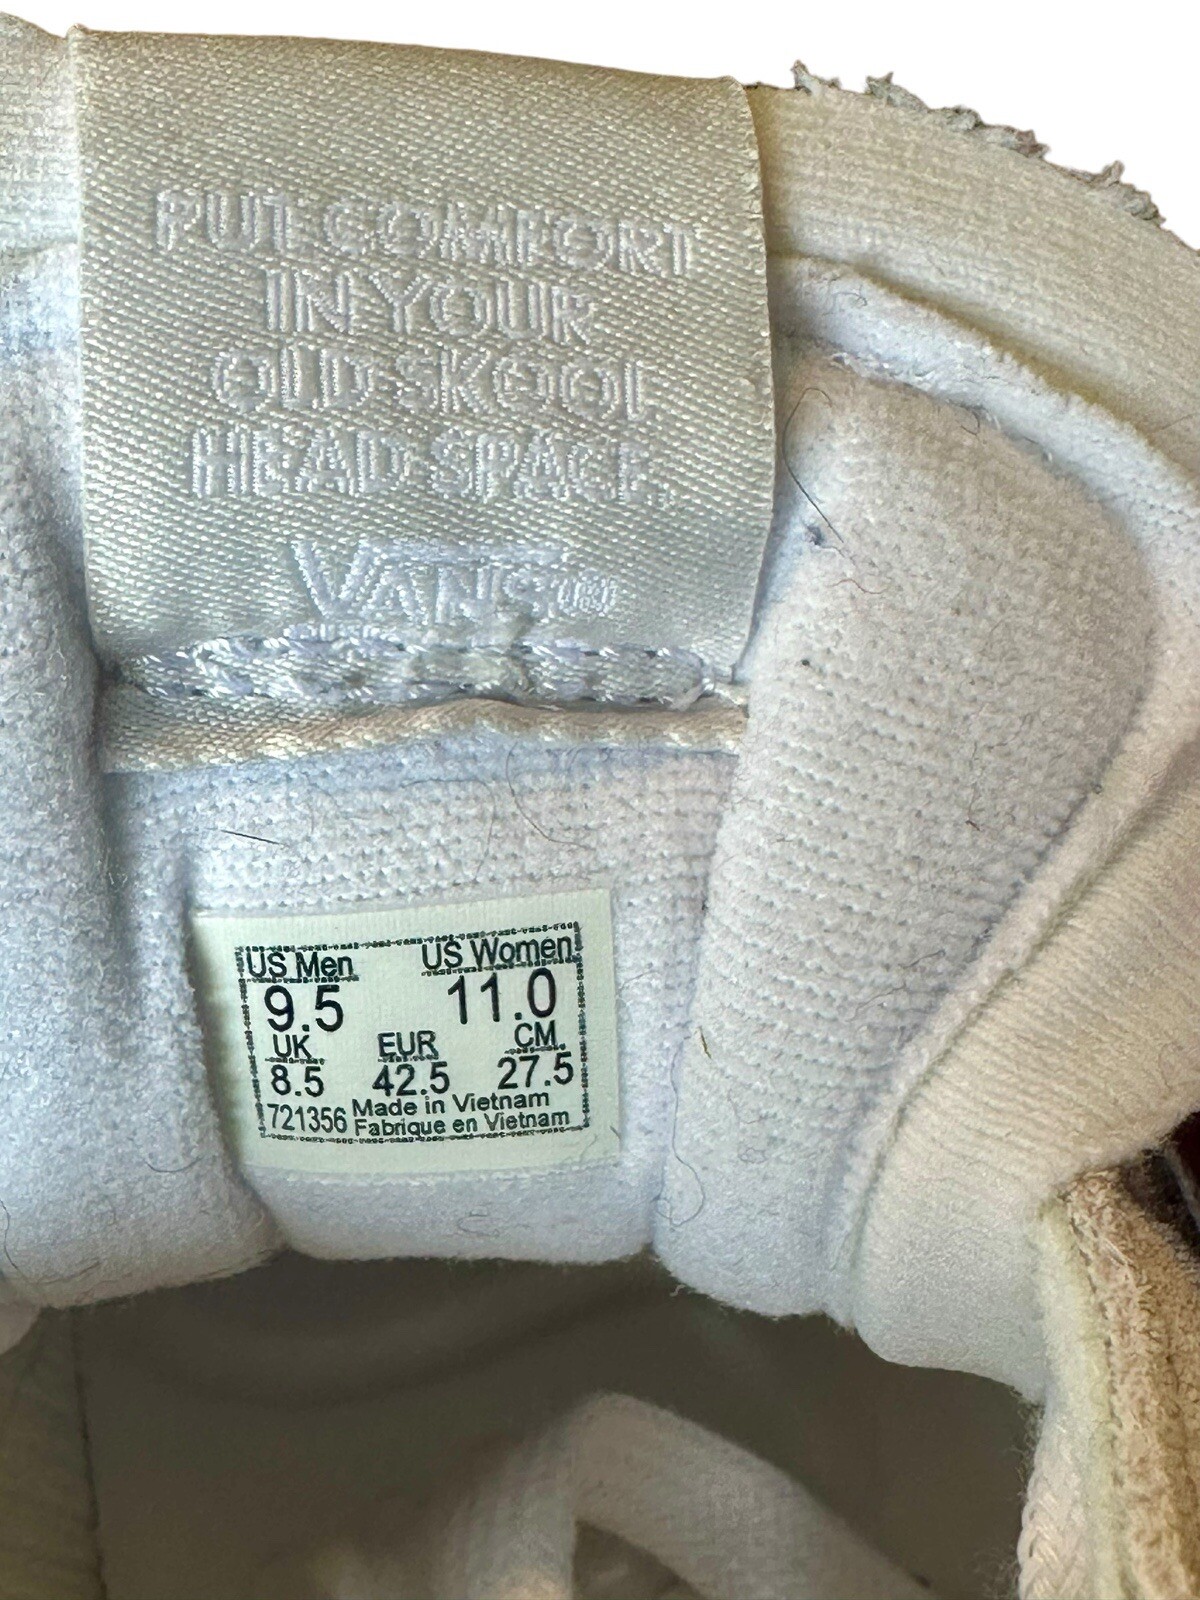 PUT COMFORT
IN YOUR
OLD SKOOL
HEAD SPACE.
VANS®
US Men US Women
9.5 11.0
UK EUR CM
8.5 42.5 27.5
721356 Made in Vietnam
Fabrique en Vietnam